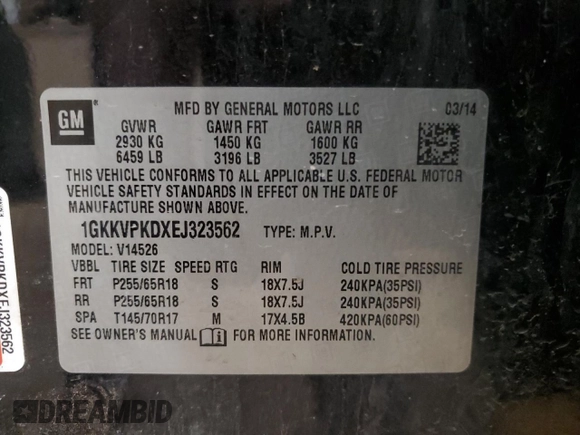 GM ®
MFD BY GENERAL MOTORS LLC 03/14
GVWR GAWR FRT GAWR RR
2930 KG 1450 KG 1600 KG
6459 LB 3196 LB 3527 LB
THIS VEHICLE CONFORMS TO ALL APPLICABLE U.S. FEDERAL MOTOR
VEHICLE SAFETY STANDARDS IN EFFECT ON THE DATE OF
MANUFACTURE SHOWN ABOVE.
1GKKVPKDXEJ323562 TYPE: M.P.V.
MODEL: V14526
VBBL TIRE SIZE SPEED RTG RIM COLD TIRE PRESSURE
FRT P255/65R18 S 18X7.5J 240KPA(35PSI)
RR P255/65R18 S 18X7.5J 240KPA(35PSI)
SPA T145/70R17 M 17X4.5B 420KPA(60PSI)
SEE OWNER'S MANUAL FOR MORE INFORMATION.
1GKKVPKDXEJ323562
DREAMBID